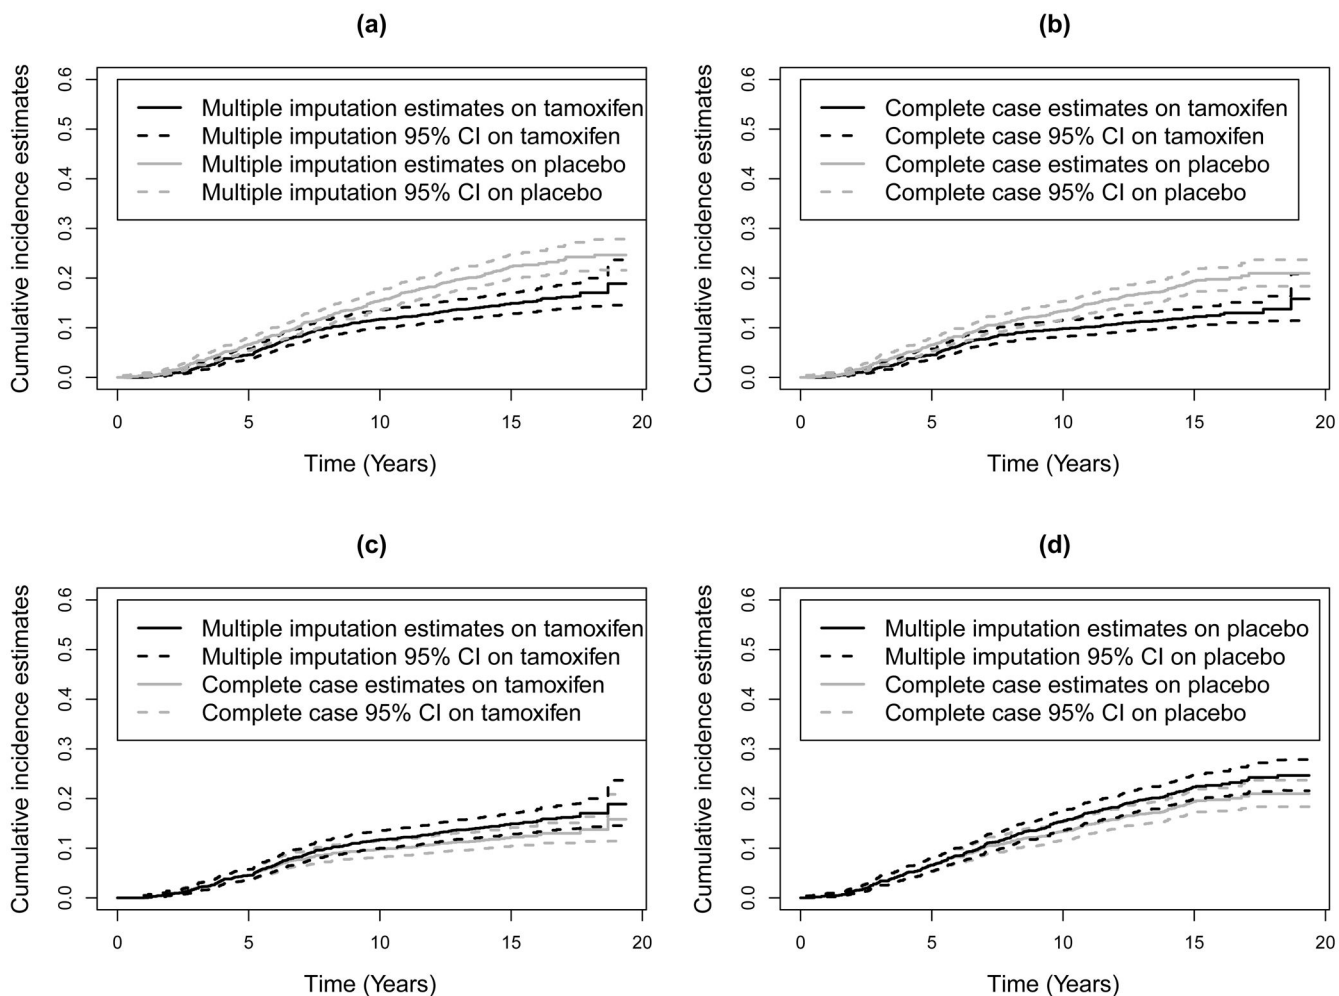 (a)
Cumulative incidence estimates
0.6
0.5
0.4
0.3
0.2
0.1
0.0
Multiple imputation estimates on tamoxifen
Multiple imputation 95% CI on tamoxifen
Multiple imputation estimates on placebo
Multiple imputation 95% CI on placebo
0 5 10 15 20
Time (Years)
(b)
Cumulative incidence estimates
0.6
0.5
0.4
0.3
0.2
0.1
0.0
Complete case estimates on tamoxifen
Complete case 95% CI on tamoxifen
Complete case estimates on placebo
Complete case 95% CI on placebo
0 5 10 15 20
Time (Years)
(c)
Cumulative incidence estimates
0.6
0.5
0.4
0.3
0.2
0.1
0.0
Multiple imputation estimates on tamoxifen
Multiple imputation 95% CI on tamoxifen
Complete case estimates on tamoxifen
Complete case 95% CI on tamoxifen
0 5 10 15 20
Time (Years)
(d)
Cumulative incidence estimates
0.6
0.5
0.4
0.3
0.2
0.1
0.0
Multiple imputation estimates on placebo
Multiple imputation 95% CI on placebo
Complete case estimates on placebo
Complete case 95% CI on placebo
0 5 10 15 20
Time (Years)